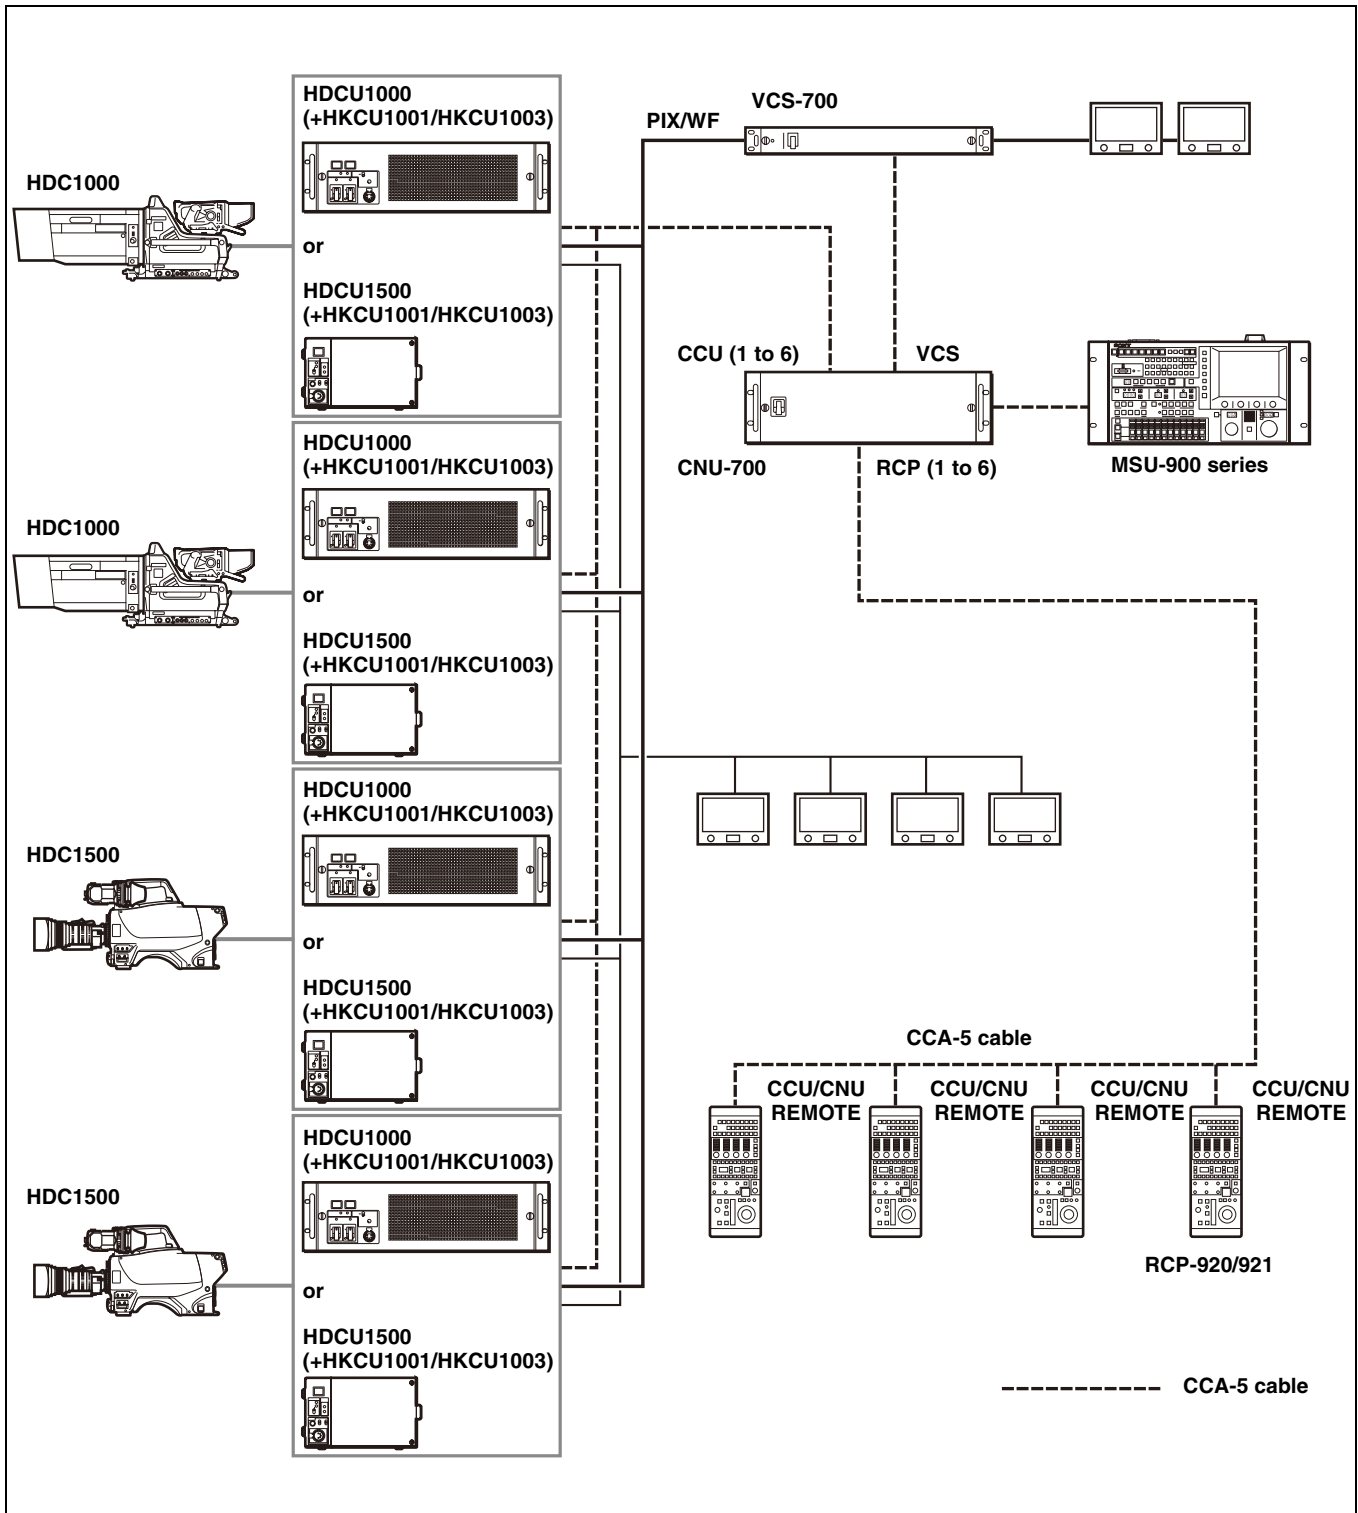 HDCU1000
(+HKCU1001/HKCU1003)
VCS-700
PIX/WF
HDC1000
or
HDCU1500
(+HKCU1001/HKCU1003)
CCU (1 to 6)
VCS
SONY
CNU-700
RCP (1 to 6)
MSU-900 series
HDCU1000
(+HKCU1001/HKCU1003)
HDC1000
or
HDCU1500
(+HKCU1001/HKCU1003)
HDCU1000
(+HKCU1001/HKCU1003)
HDC1500
or
HDCU1500
(+HKCU1001/HKCU1003)
CCA-5 cable
CCU/CNU
REMOTE
CCU/CNU
REMOTE
CCU/CNU
REMOTE
CCU/CNU
REMOTE
HDCU1000
(+HKCU1001/HKCU1003)
HDC1500
or
HDCU1500
(+HKCU1001/HKCU1003)
RCP-920/921
CCA-5 cable